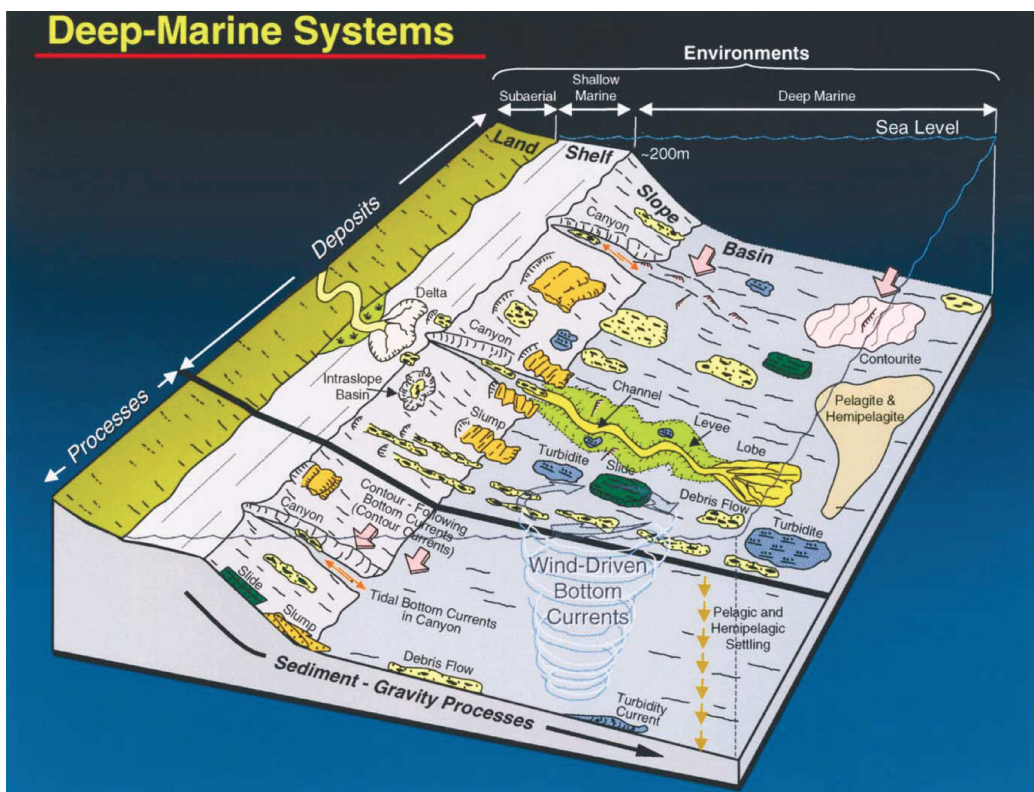 Deep-Marine Systems
Environments
Subaerial
Shallow
Marine
Deep Marine
Sea Level
~200m
Land
Shelf
Slope
Basin
Deposits
Processes
Canyon
Delta
Canyon
Contourite
Intraslope
Basin
Channel
Pelagite &
Hemipelagite
Levee
Slump
Lobe
Turbidite
Slide
Debris Flow
Turbidite
Contour - Following
Bottom Currents
(Contour Currents)
Canyon
Wind-Driven
Bottom
Currents
Slide
Tidal Bottom Currents
in Canyon
Pelagic and
Hemipelagic
Settling
Slump
Debris Flow
Turbidity
Current
Sediment - Gravity Processes